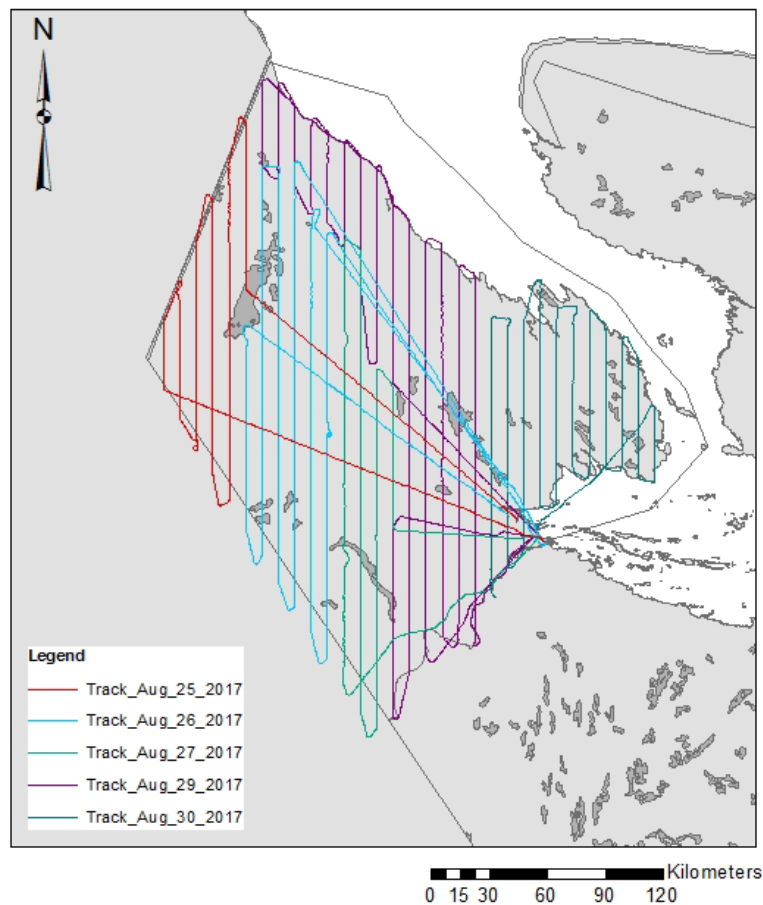 N
Legend
Track_Aug_25_2017
Track_Aug_26_2017
Track_Aug_27_2017
Track_Aug_29_2017
Track_Aug_30_2017
Kilometers
0 15 30 60 90 120